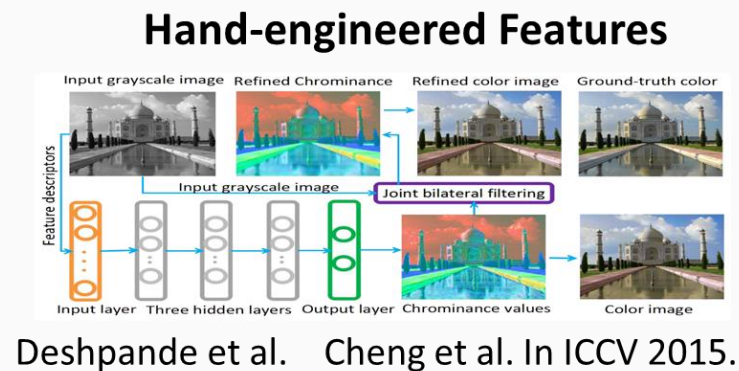 Hand-engineered Features
Input grayscale image Refined Chrominance Refined color image Ground-truth color
Feature descriptors
Input grayscale image
Joint bilateral filtering
Input layer Three hidden layers Output layer Chrominance values Color image
Deshpande et al. Cheng et al. In ICCV 2015.